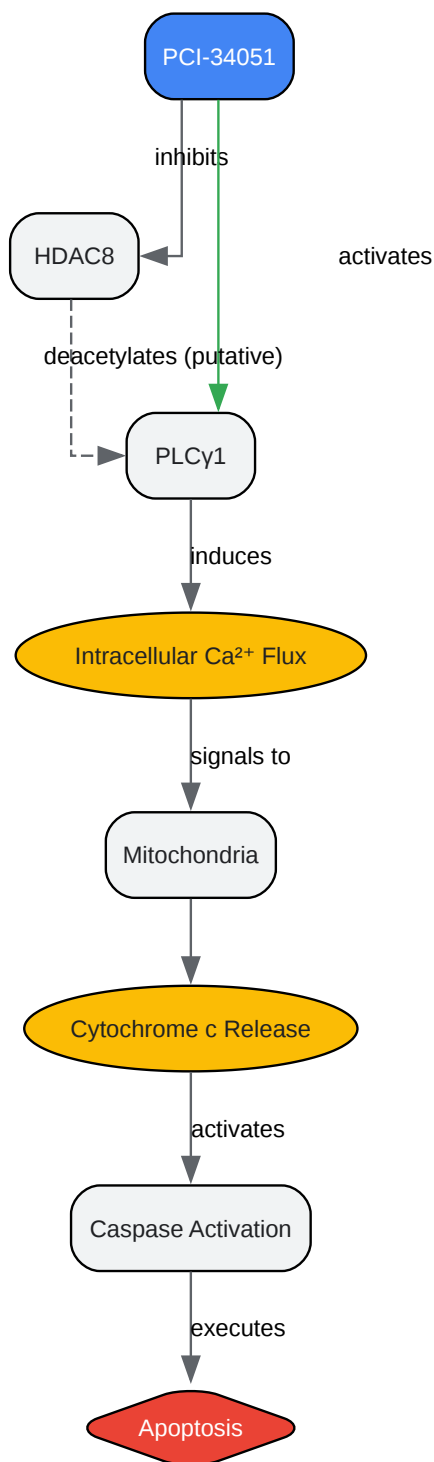 PCI-34051
inhibits
HDAC8
activates
deacetylates (putative)
PLCγ1
induces
Intracellular Ca²⁺ Flux
signals to
Mitochondria
Cytochrome c Release
activates
Caspase Activation
executes
Apoptosis